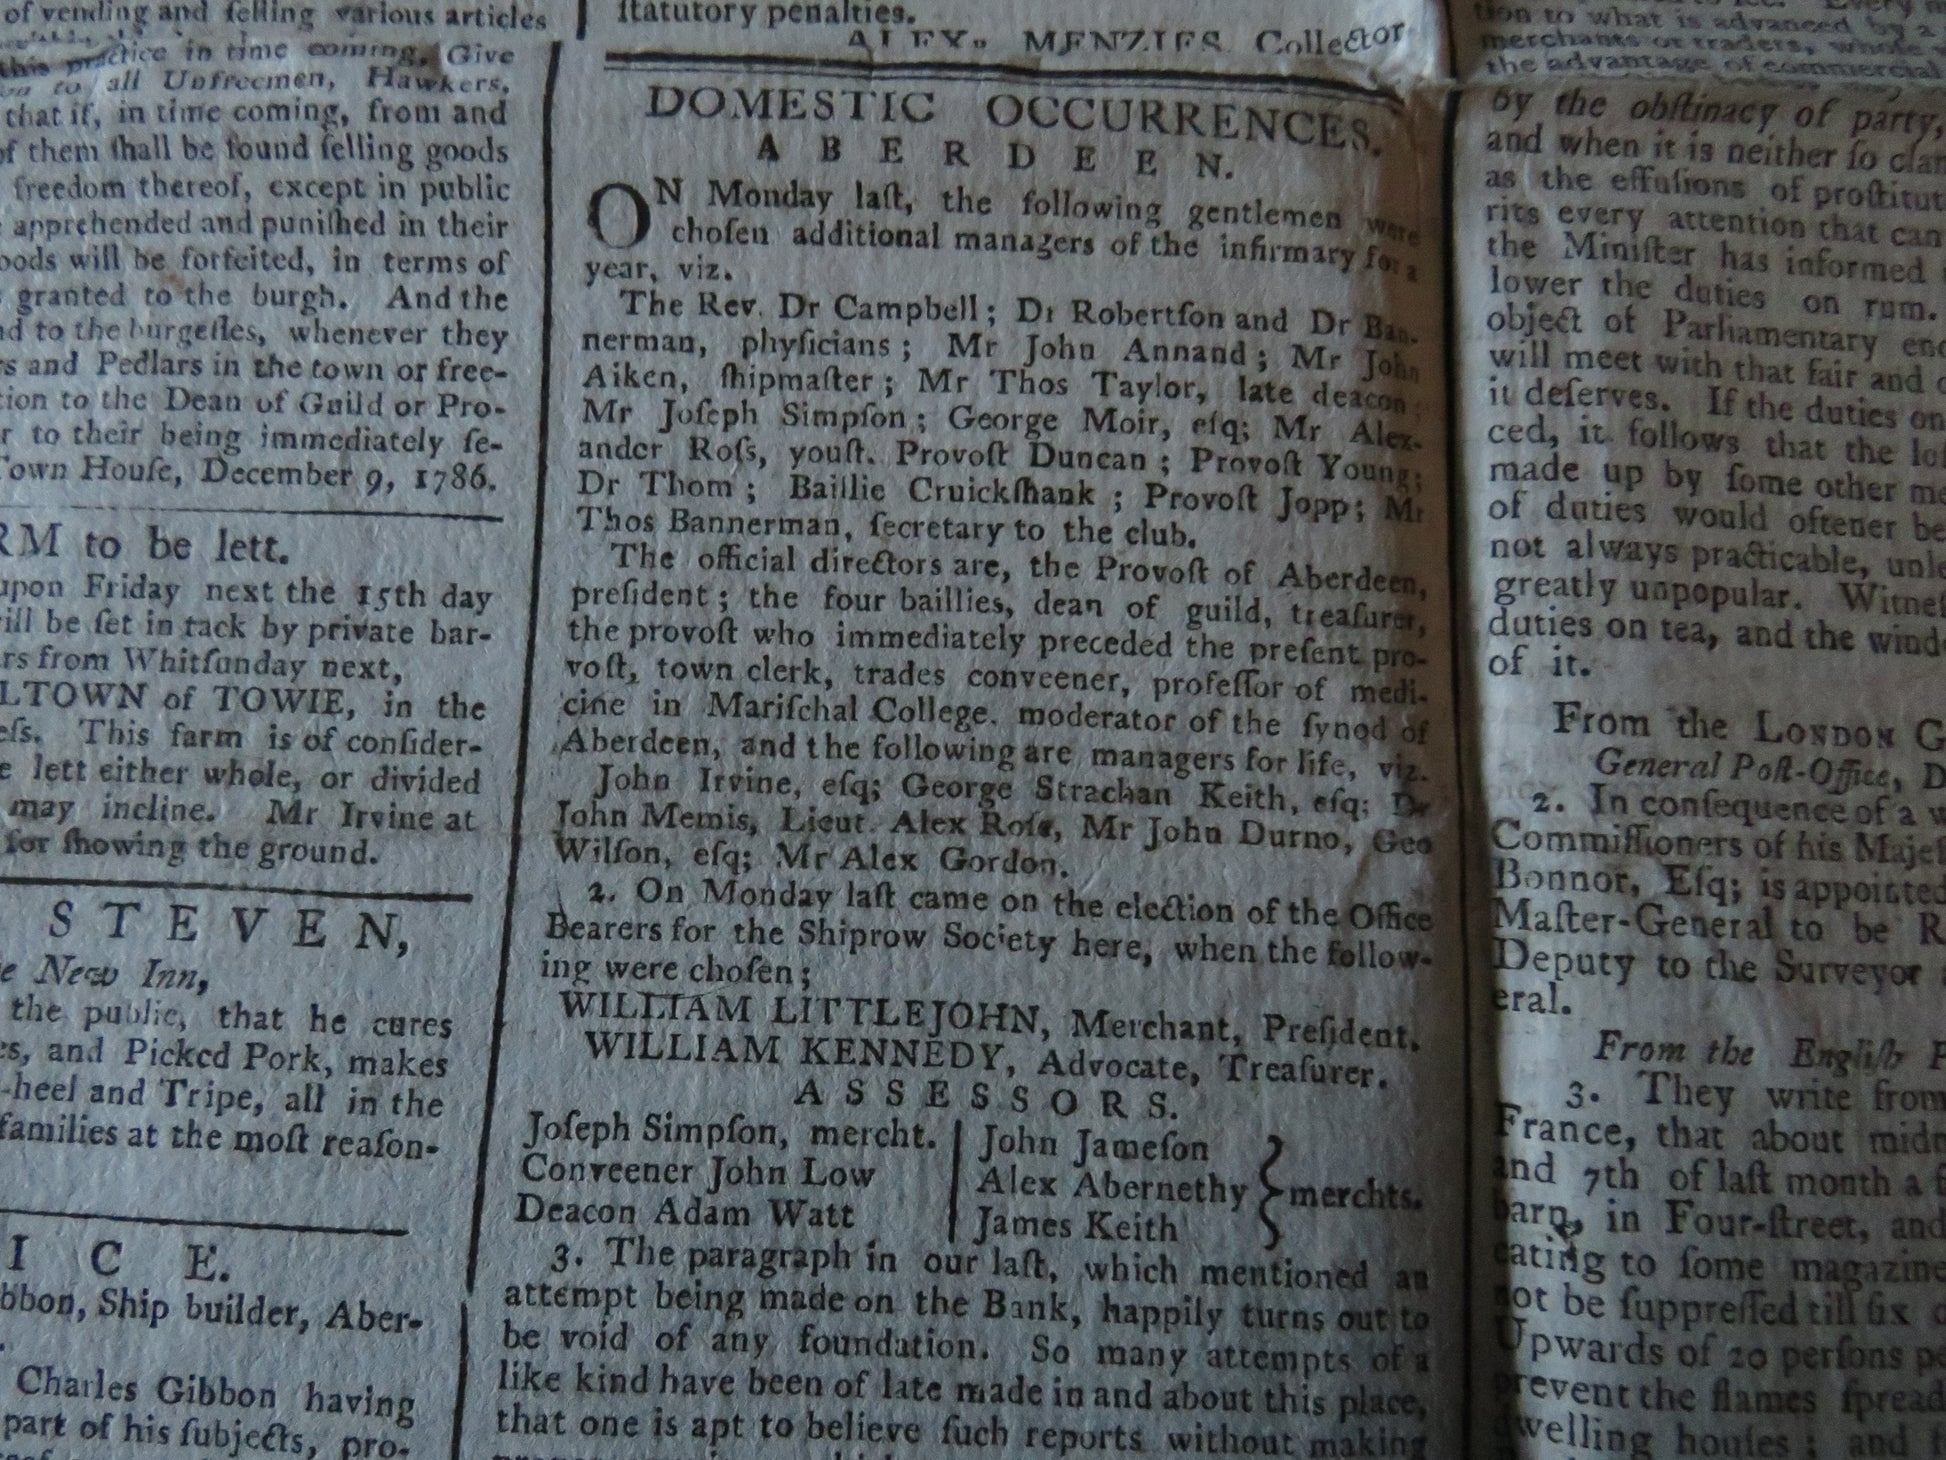 of vending and ſelling various articles
this practice in time coming, Give
to all Unfreemen, Hawkers,
that if, in time coming, from and
of them ſhall be found ſelling goods
freedom thereof, except in public
apprehended and puniſhed in their
will be forfeited, in terms of
granted to the burgh. And the
to the burgeſſes, whenever they
and Pedlars in the town or free-
to the Dean of Guild or Pro-
to their being immediately ſe-
Town Houſe, December 9, 1786.
to be lett.
upon Friday next the 15th day
will be ſet in tack by private bar-
from Whitſunday next,
LTOWN of TOWIE, in the
This farm is of conſider-
lett either whole, or divided
may incline. Mr Irvine at
for ſhowing the ground.
STEVEN,
New Inn,
the public, that he cures
and Picked Pork, makes
-heel and Tripe, all in the
families at the moſt reaſon-
ICE.
bbon, Ship builder, Aber-
Charles Gibbon having
part of his ſubjects, pro-
ſtatutory penalties.
ALEXr. MENZIES Collector
DOMESTIC OCCURRENCES.
ABERDEEN.
ON Monday laſt, the following gentlemen were
choſen additional managers of the infirmary for a
year, viz.
The Rev. Dr Campbell; Dr Robertſon and Dr Ban-
nerman, phyſicians; Mr John Annand; Mr John
Aiken, ſhipmaſter; Mr Thos Taylor, late deacon;
Mr Joſeph Simpſon; George Moir, eſq; Mr Alex-
ander Roſs, youſt. Provoſt Duncan; Provoſt Young;
Dr Thom; Baillie Cruickſhank; Provoſt Jopp; Mr
Thos Bannerman, ſecretary to the club.
The official directors are, the Provoſt of Aberdeen,
preſident; the four baillies, dean of guild, treaſurer,
the provoſt who immediately preceded the preſent pro-
voſt, town clerk, trades conveener, profeſſor of medi-
cine in Mariſchal College. moderator of the ſynod of
Aberdeen, and the following are managers for life, viz.
John Irvine, eſq; George Strachan Keith, eſq; Dr
John Memis, Lieut. Alex Roſs, Mr John Durno, Geo
Wilſon, eſq; Mr Alex Gordon.
2. On Monday laſt came on the election of the Office
Bearers for the Shiprow Society here, when the follow-
ing were choſen;
WILLIAM LITTLEJOHN, Merchant, Preſident.
WILLIAM KENNEDY, Advocate, Treaſurer.
ASSESSORS.
Joſeph Simpſon, mercht. | John Jameſon
Conveener John Low | Alex Abernethy } merchts.
Deacon Adam Watt | James Keith
3. The paragraph in our laſt, which mentioned an
attempt being made on the Bank, happily turns out to
be void of any foundation. So many attempts of a
like kind have been of late made in and about this place,
that one is apt to believe ſuch reports without making
tion to what is advanced by a
merchants or traders, whoſe
the advantage of commercial
by the obſtinacy of party,
and when it is neither ſo
as the effuſions of
rits every attention that can
the Miniſter has informed
lower the duties on rum.
object of Parliamentary
will meet with that fair and
it deſerves. If the duties on
ced, it follows that the
made up by ſome other
of duties would oftener be
not always practicable,
greatly unpopular.
duties on tea, and the
of it.
From the LONDON G
General Poſt-Office, D
2. In conſequence of a
Commiſſioners of his
Bonnor, Eſq; is appointed
Maſter-General to be R
Deputy to the Surveyor
eral.
From the Engliſh
3. They write from
France, that about
and 7th of laſt month a
barn, in Four-ſtreet, and
to ſome magazine
not be ſuppreſſed till ſix
Upwards of 20 perſons
prevent the flames
dwelling houſes; and